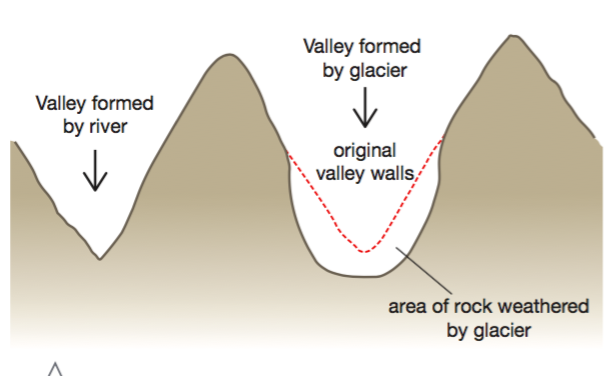 Valley formed
by river
Valley formed
by glacier
original
valley walls
area of rock weathered
by glacier